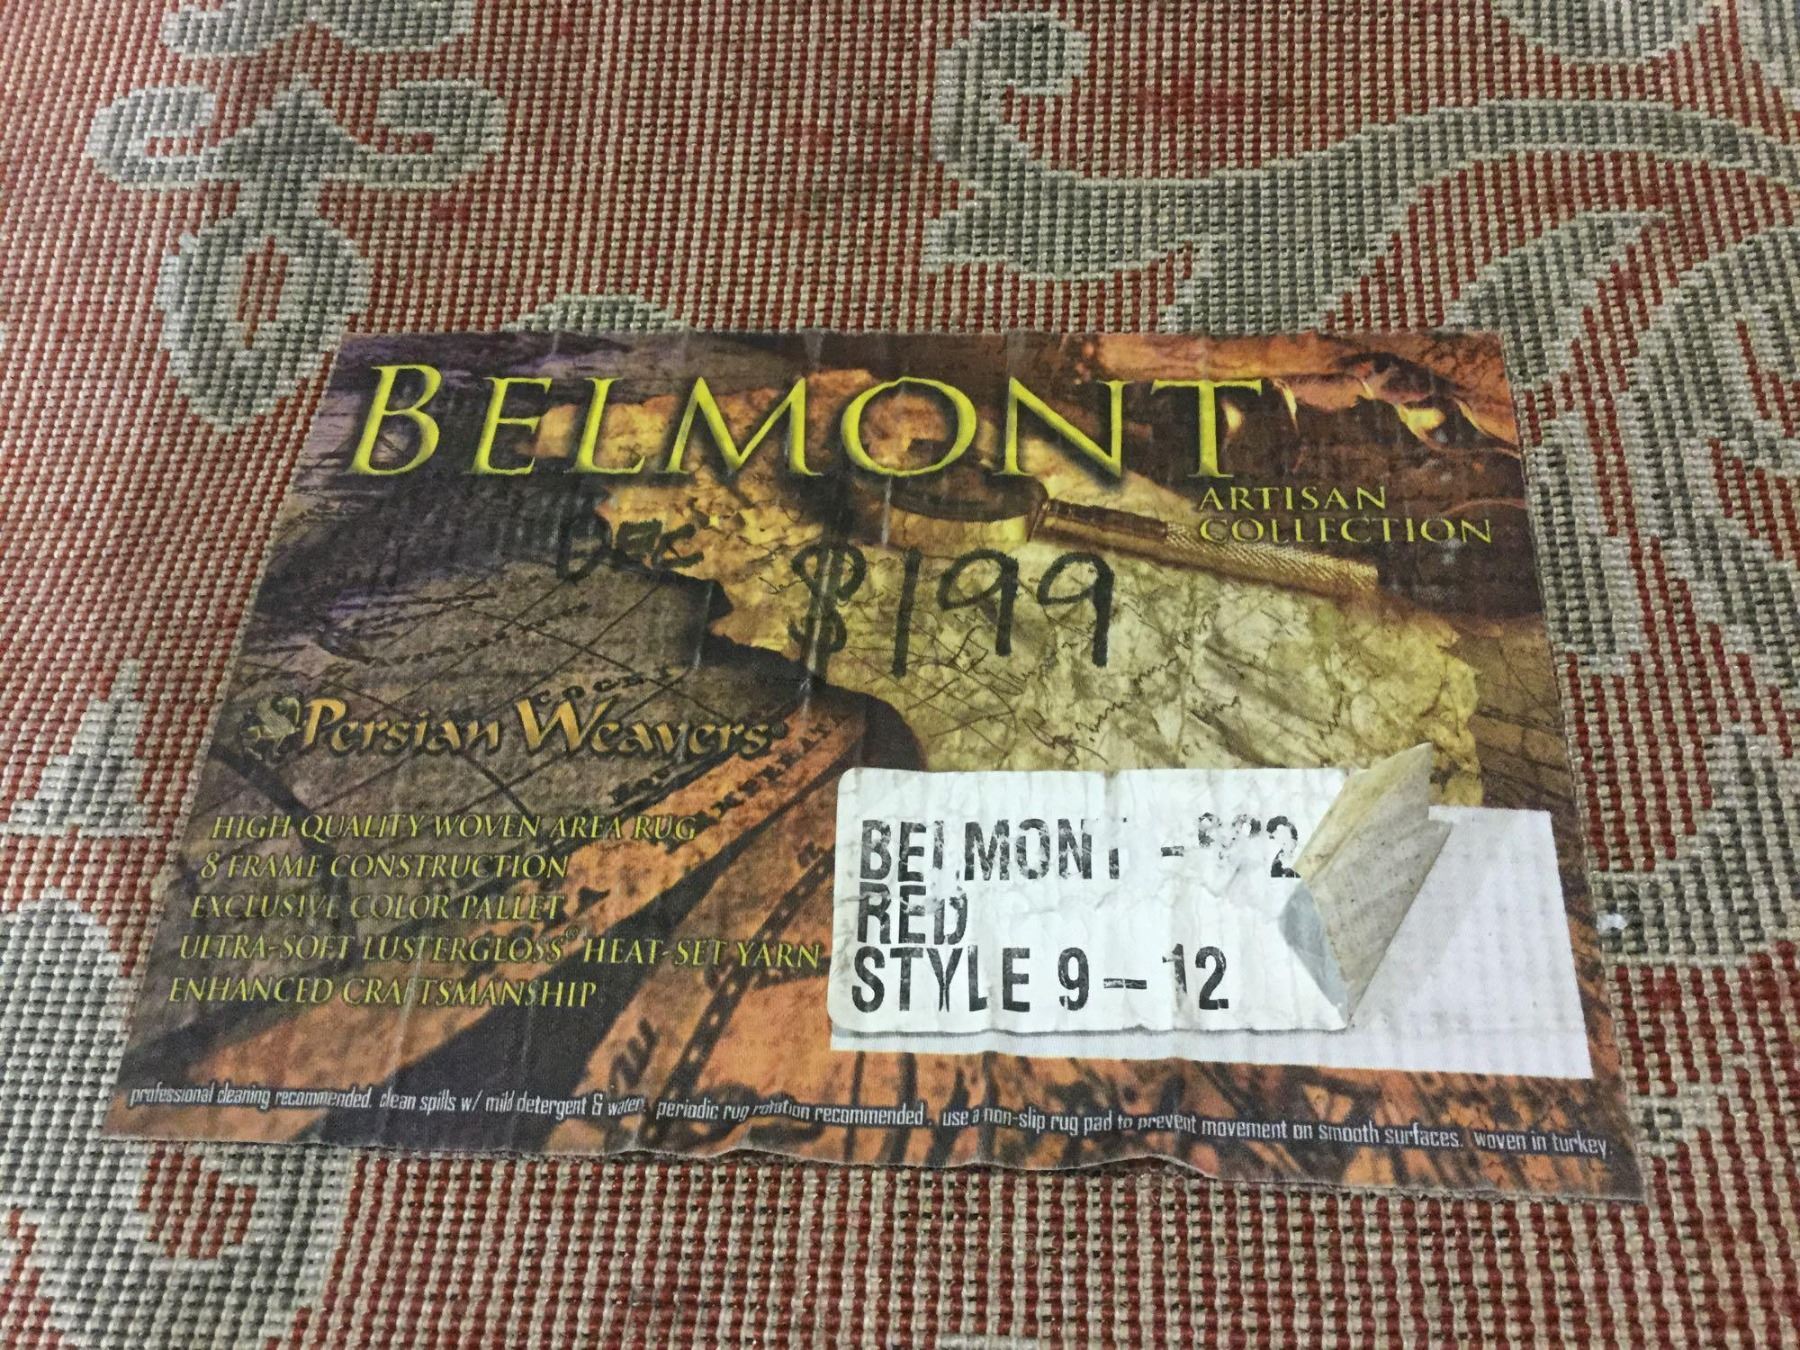 BELMONT
ARTISAN
COLLECTION
DEC
$199
Persian Weavers
HIGH QUALITY WOVEN AREA RUG
8 FRAME CONSTRUCTION
EXCLUSIVE COLOR PALLET
ULTRA-SOFT LUSTERGLOSS® HEAT-SET YARN
ENHANCED CRAFTSMANSHIP
BELMONT -
RED
STYLE 9-12
professional cleaning recommended. clean spills w/ mild detergent & water. periodic rug rotation recommended. use a non-slip rug pad to prevent movement on smooth surfaces. woven in turkey.